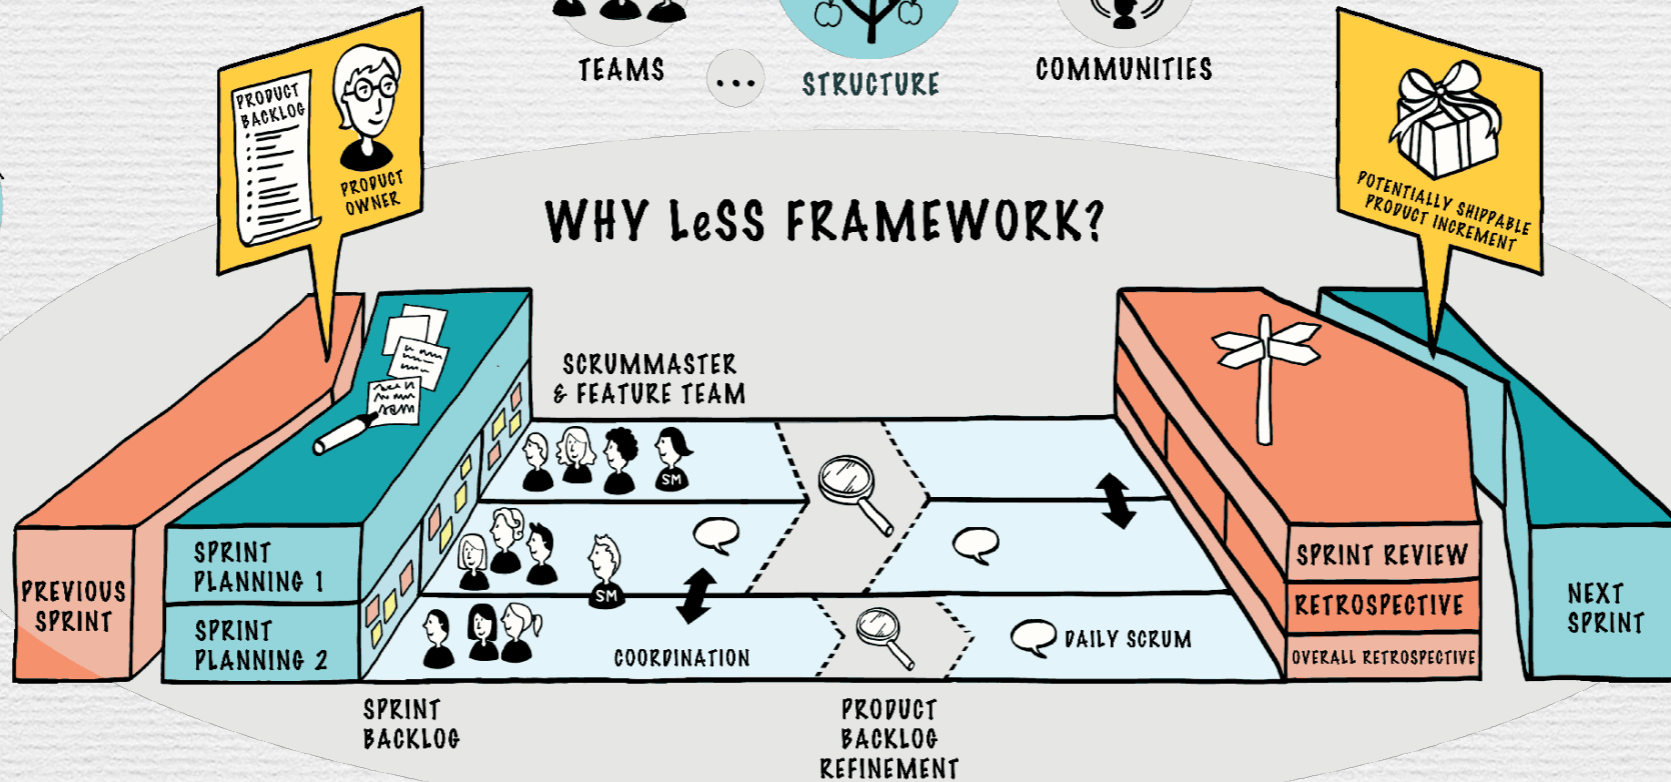 TEAMS
...
STRUCTURE
COMMUNITIES
PRODUCT
BACKLOG
PRODUCT
OWNER
POTENTIALLY SHIPPABLE
PRODUCT INCREMENT
WHY LeSS FRAMEWORK?
SCRUMMASTER
& FEATURE TEAM
SM
SM
PREVIOUS
SPRINT
SPRINT
PLANNING 1
SPRINT
PLANNING 2
COORDINATION
DAILY SCRUM
SPRINT REVIEW
RETROSPECTIVE
OVERALL RETROSPECTIVE
NEXT
SPRINT
SPRINT
BACKLOG
PRODUCT
BACKLOG
REFINEMENT